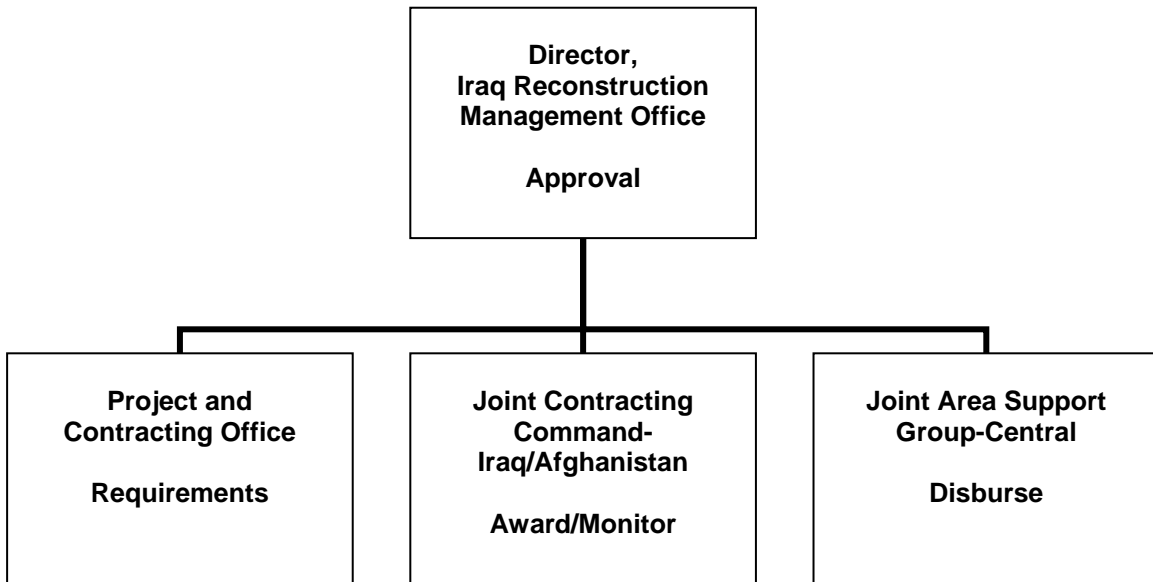 Director,
Iraq Reconstruction
Management Office
Approval
Project and
Contracting Office
Requirements
Joint Contracting
Command-
Iraq/Afghanistan
Award/Monitor
Joint Area Support
Group-Central
Disburse